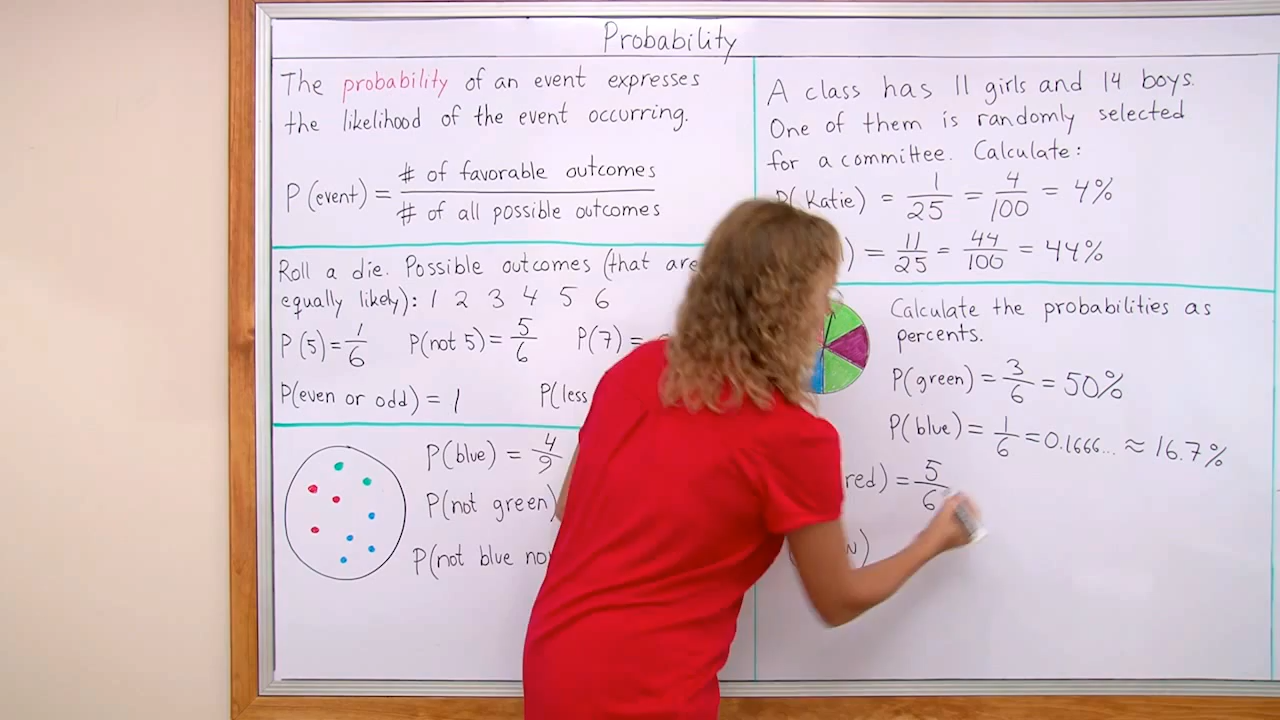 Probability
The probability of an event expresses
the likelihood of the event occurring.
P(event) = # of favorable outcomes / # of all possible outcomes
Roll a die. Possible outcomes (that are
equally likely): 1 2 3 4 5 6
P(5) = 1/6 P(not 5) = 5/6 P(7) =
P(even or odd) = 1 P(less
P(blue) = 4/9
P(not green)
P(not blue
A class has 11 girls and 14 boys.
One of them is randomly selected
for a committee. Calculate:
P(Katie) = 1/25 = 4/100 = 4%
) = 11/25 = 44/100 = 44%
Calculate the probabilities as
percents.
P(green) = 3/6 = 50%
P(blue) = 1/6 = 0.1666... ≈ 16.7%
red) = 5/6